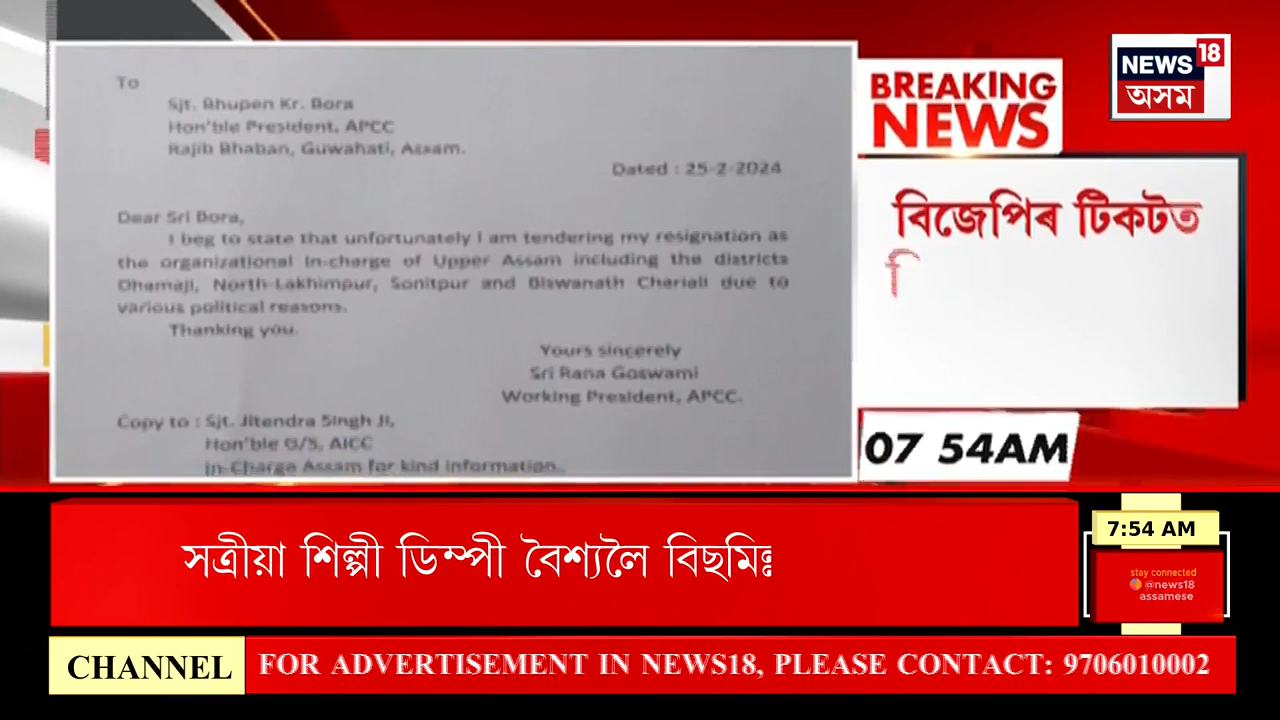 To
Sjt. Bhupen Kr. Bora
Hon'ble President, APCC
Rajib Bhaban, Guwahati, Assam.
Dated : 25-2-2024
Dear Sri Bora,
I beg to state that unfortunately I am tendering my resignation as
the organizational In-charge of Upper Assam including the districts
Dhamaji, North-Lakhimpur, Sonitpur and Biswanath Chariali due to
various political reasons.
Thanking you.
Yours sincerely
Sri Rana Goswami
Working President, APCC.
Copy to : Sjt. Jitendra Singh Ji,
Hon'ble G/S, AICC
In-Charge Assam for kind information.
BREAKING
NEWS
NEWS 18
অসম
বিজেপিৰ টিকটত
07 54AM
সত্ৰীয়া শিল্পী ডিম্পী বৈশ্যলৈ
7:54 AM
stay connected
@news18
assamese
CHANNEL
FOR ADVERTISEMENT IN NEWS18, PLEASE CONTACT: 9706010002